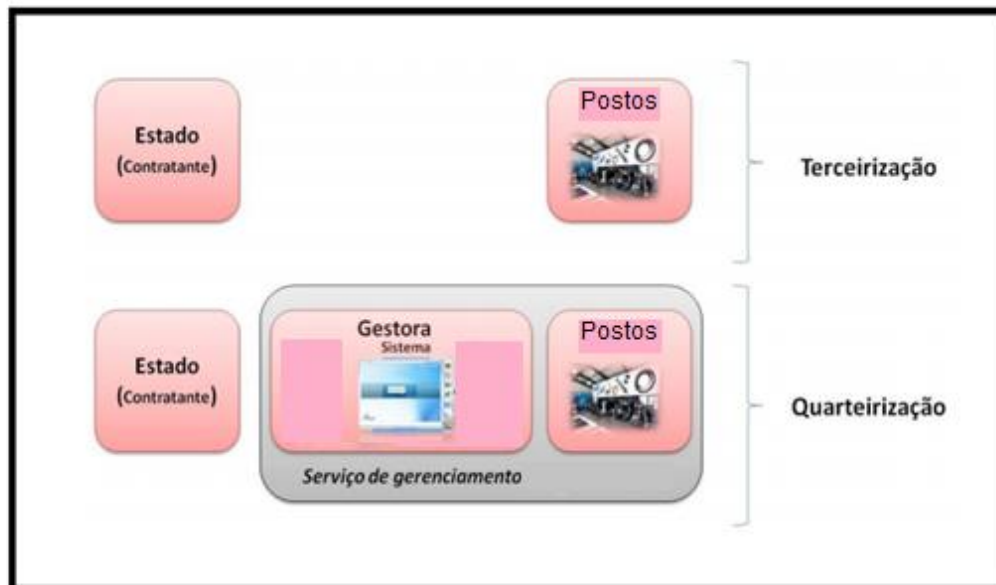 Estado
(Contratante)
Postos
Terceirização
Estado
(Contratante)
Gestora
Sistema
Postos
Serviço de gerenciamento
Quarteirização